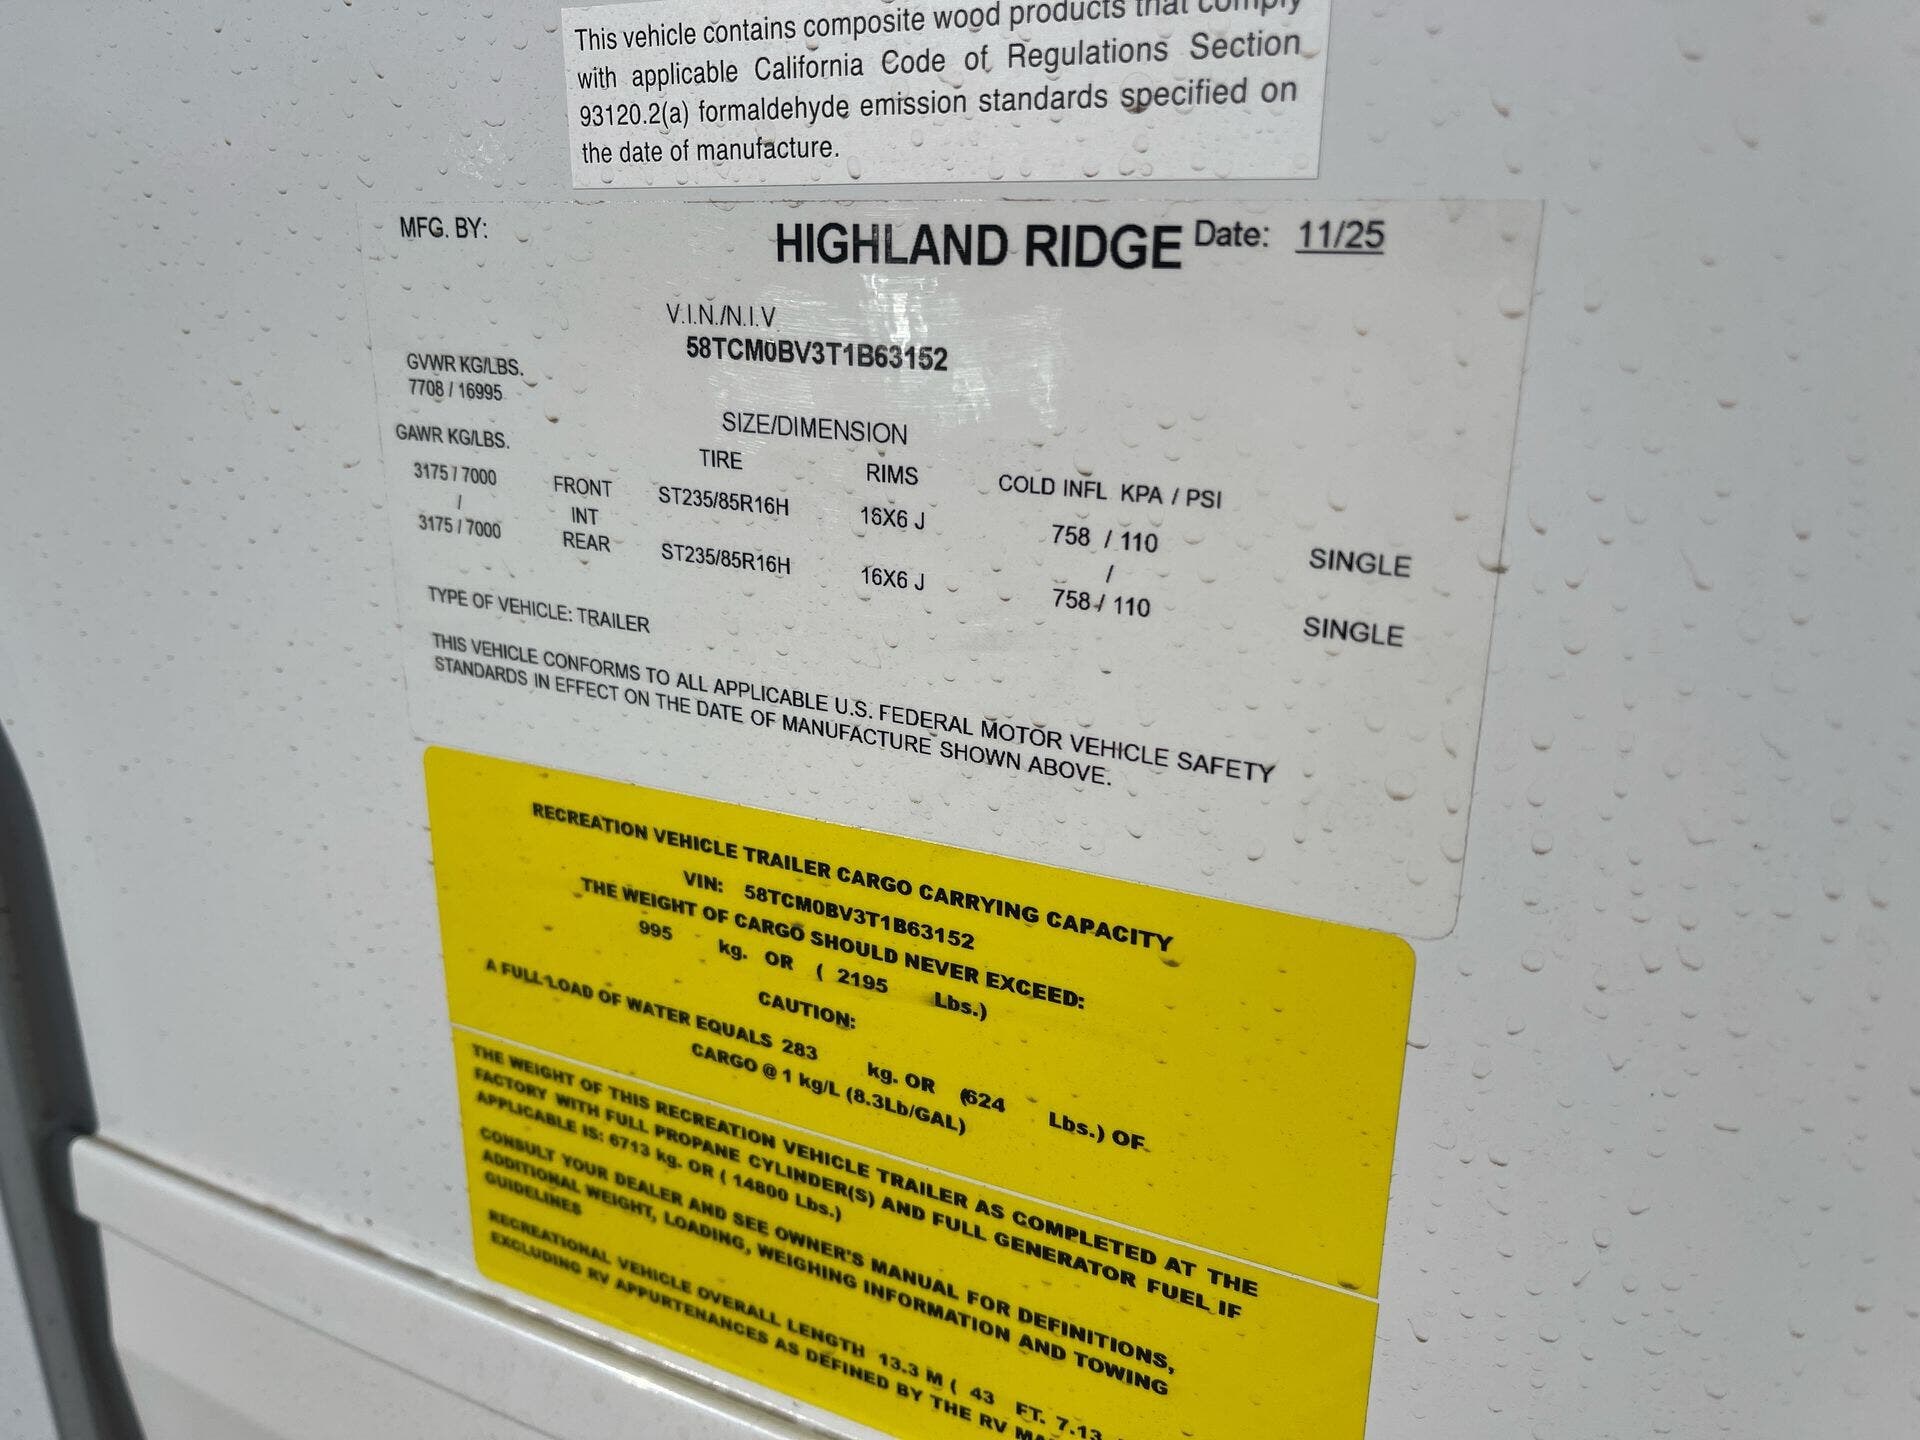 This vehicle contains composite wood products that comply
with applicable California Code of Regulations Section
93120.2(a) formaldehyde emission standards specified on
the date of manufacture.
MFG. BY: HIGHLAND RIDGE Date: 11/25
V.I.N./N.I.V
58TCM0BV3T1B63152
GVWR KG/LBS.
7708 / 16995
SIZE/DIMENSION
GAWR KG/LBS. TIRE RIMS COLD INFL KPA / PSI
3175 / 7000 FRONT ST235/85R16H 16X6 J 758 / 110 SINGLE
/ INT /
3175 / 7000 REAR ST235/85R16H 16X6 J 758 / 110 SINGLE
TYPE OF VEHICLE: TRAILER
THIS VEHICLE CONFORMS TO ALL APPLICABLE U.S. FEDERAL MOTOR VEHICLE SAFETY
STANDARDS IN EFFECT ON THE DATE OF MANUFACTURE SHOWN ABOVE.
RECREATION VEHICLE TRAILER CARGO CARRYING CAPACITY
VIN: 58TCM0BV3T1B63152
THE WEIGHT OF CARGO SHOULD NEVER EXCEED:
995 kg. OR ( 2195 Lbs.)
CAUTION:
A FULL LOAD OF WATER EQUALS 283 kg. OR (624 Lbs.) OF
CARGO @ 1 kg/L (8.3Lb/GAL)
THE WEIGHT OF THIS RECREATION VEHICLE TRAILER AS COMPLETED AT THE
FACTORY WITH FULL PROPANE CYLINDER(S) AND FULL GENERATOR FUEL IF
APPLICABLE IS: 6713 kg. OR ( 14800 Lbs.)
CONSULT YOUR DEALER AND SEE OWNER'S MANUAL FOR DEFINITIONS,
ADDITIONAL WEIGHT, LOADING, WEIGHING INFORMATION AND TOWING
GUIDELINES
RECREATIONAL VEHICLE OVERALL LENGTH 13.3 M ( 43 FT. 7.13
EXCLUDING RV APPURTENANCES AS DEFINED BY THE RV